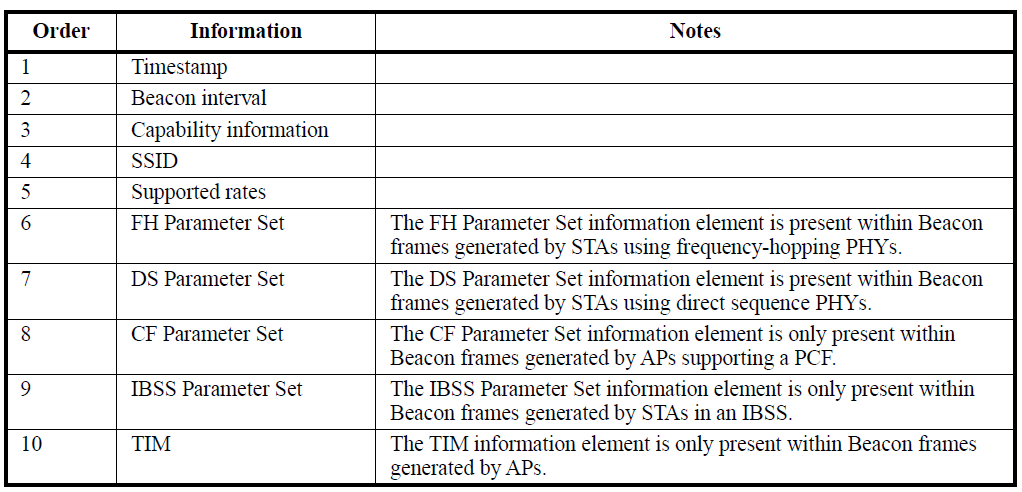 Order Information Notes
1 Timestamp
2 Beacon interval
3 Capability information
4 SSID
5 Supported rates
6 FH Parameter Set The FH Parameter Set information element is present within Beacon
frames generated by STAs using frequency-hopping PHYs.
7 DS Parameter Set The DS Parameter Set information element is present within Beacon
frames generated by STAs using direct sequence PHYs.
8 CF Parameter Set The CF Parameter Set information element is only present within
Beacon frames generated by APs supporting a PCF.
9 IBSS Parameter Set The IBSS Parameter Set information element is only present within
Beacon frames generated by STAs in an IBSS.
10 TIM The TIM information element is only present within Beacon frames
generated by APs.